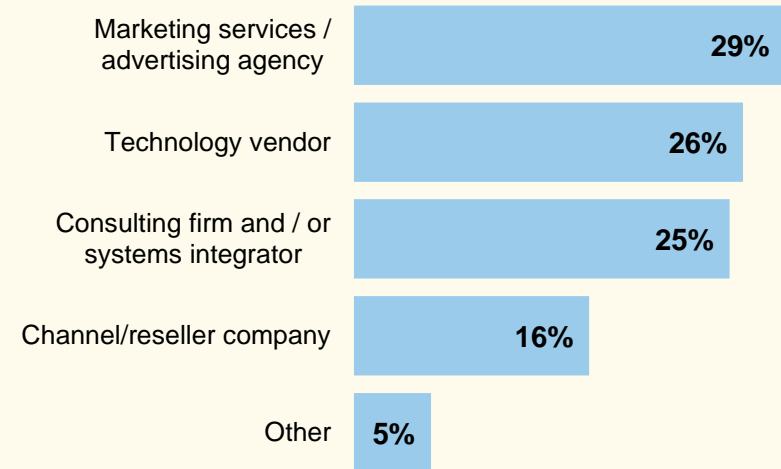 Marketing services /
advertising agency
29%
Technology vendor
26%
Consulting firm and / or
systems integrator
25%
Channel/reseller company
16%
Other
5%